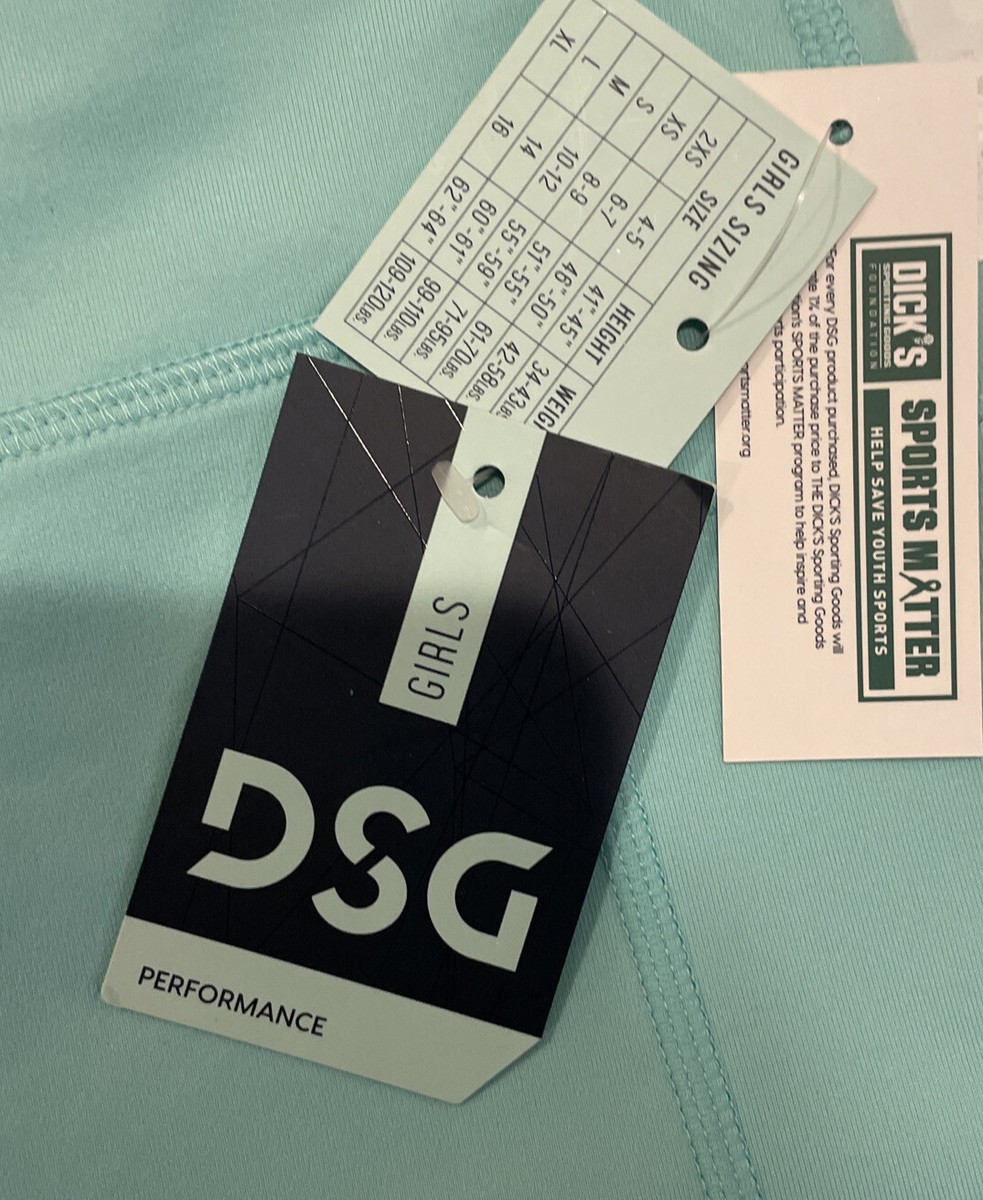 GIRLS SIZING
SIZE HEIGHT WEIGH
2XS 4-5 41"-45" 34-43LBS.
XS 6-7 46"-50" 42-58LBS.
S 8-9 51"-55" 61-70LBS.
M 10-12 55"-59" 71-95LBS.
L 14 60"-61" 99-110LBS.
XL 16 62"-64" 109-120LBS.
DICK'S
SPORTING GOODS
FOUNDATION
SPORTS MATTER
HELP SAVE YOUTH SPORTS
For every DSG product purchased, DICK'S Sporting Goods will
1% of the purchase price to THE DICK'S Sporting Goods
SPORTS MATTER program to help inspire and
participation.
GIRLS
DSG
PERFORMANCE